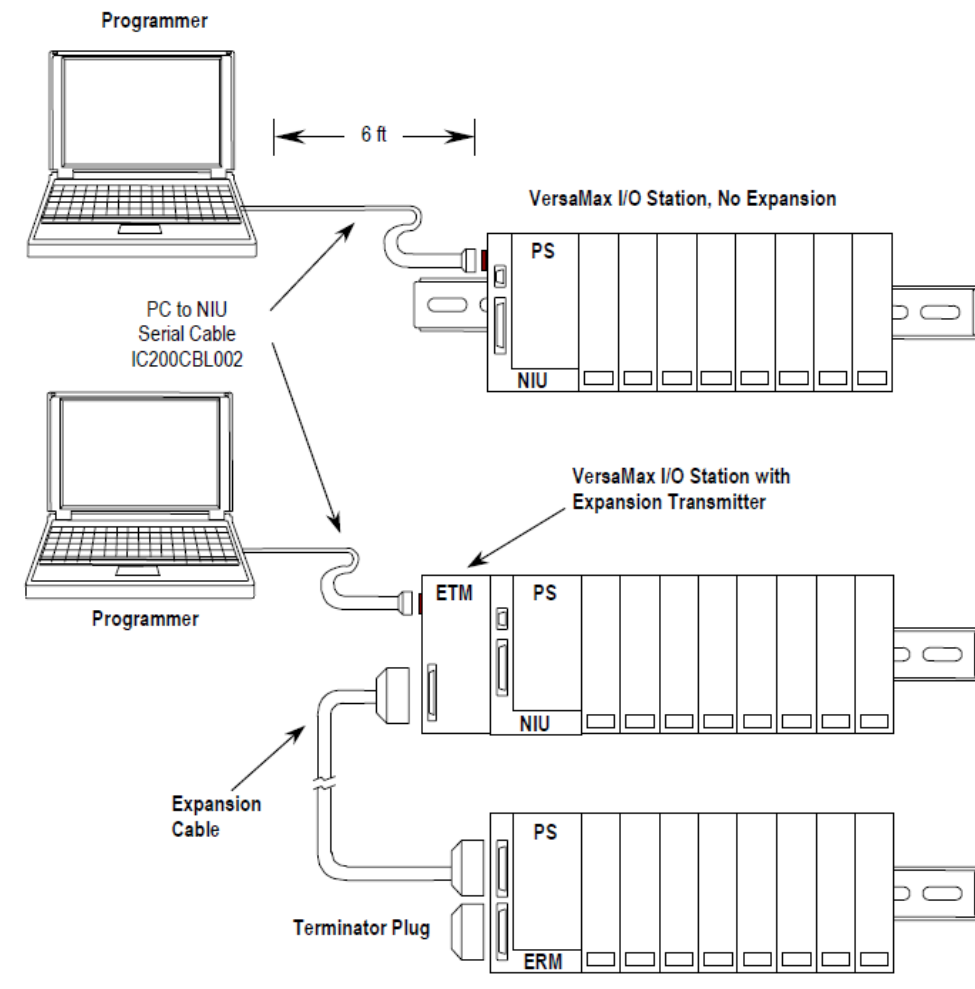 Programmer
6 ft
VersaMax I/O Station, No Expansion
PS
PC to NIU
Serial Cable
IC200CBL002
NIU
VersaMax I/O Station with
Expansion Transmitter
ETM
PS
Programmer
NIU
Expansion
Cable
PS
Terminator Plug
ERM